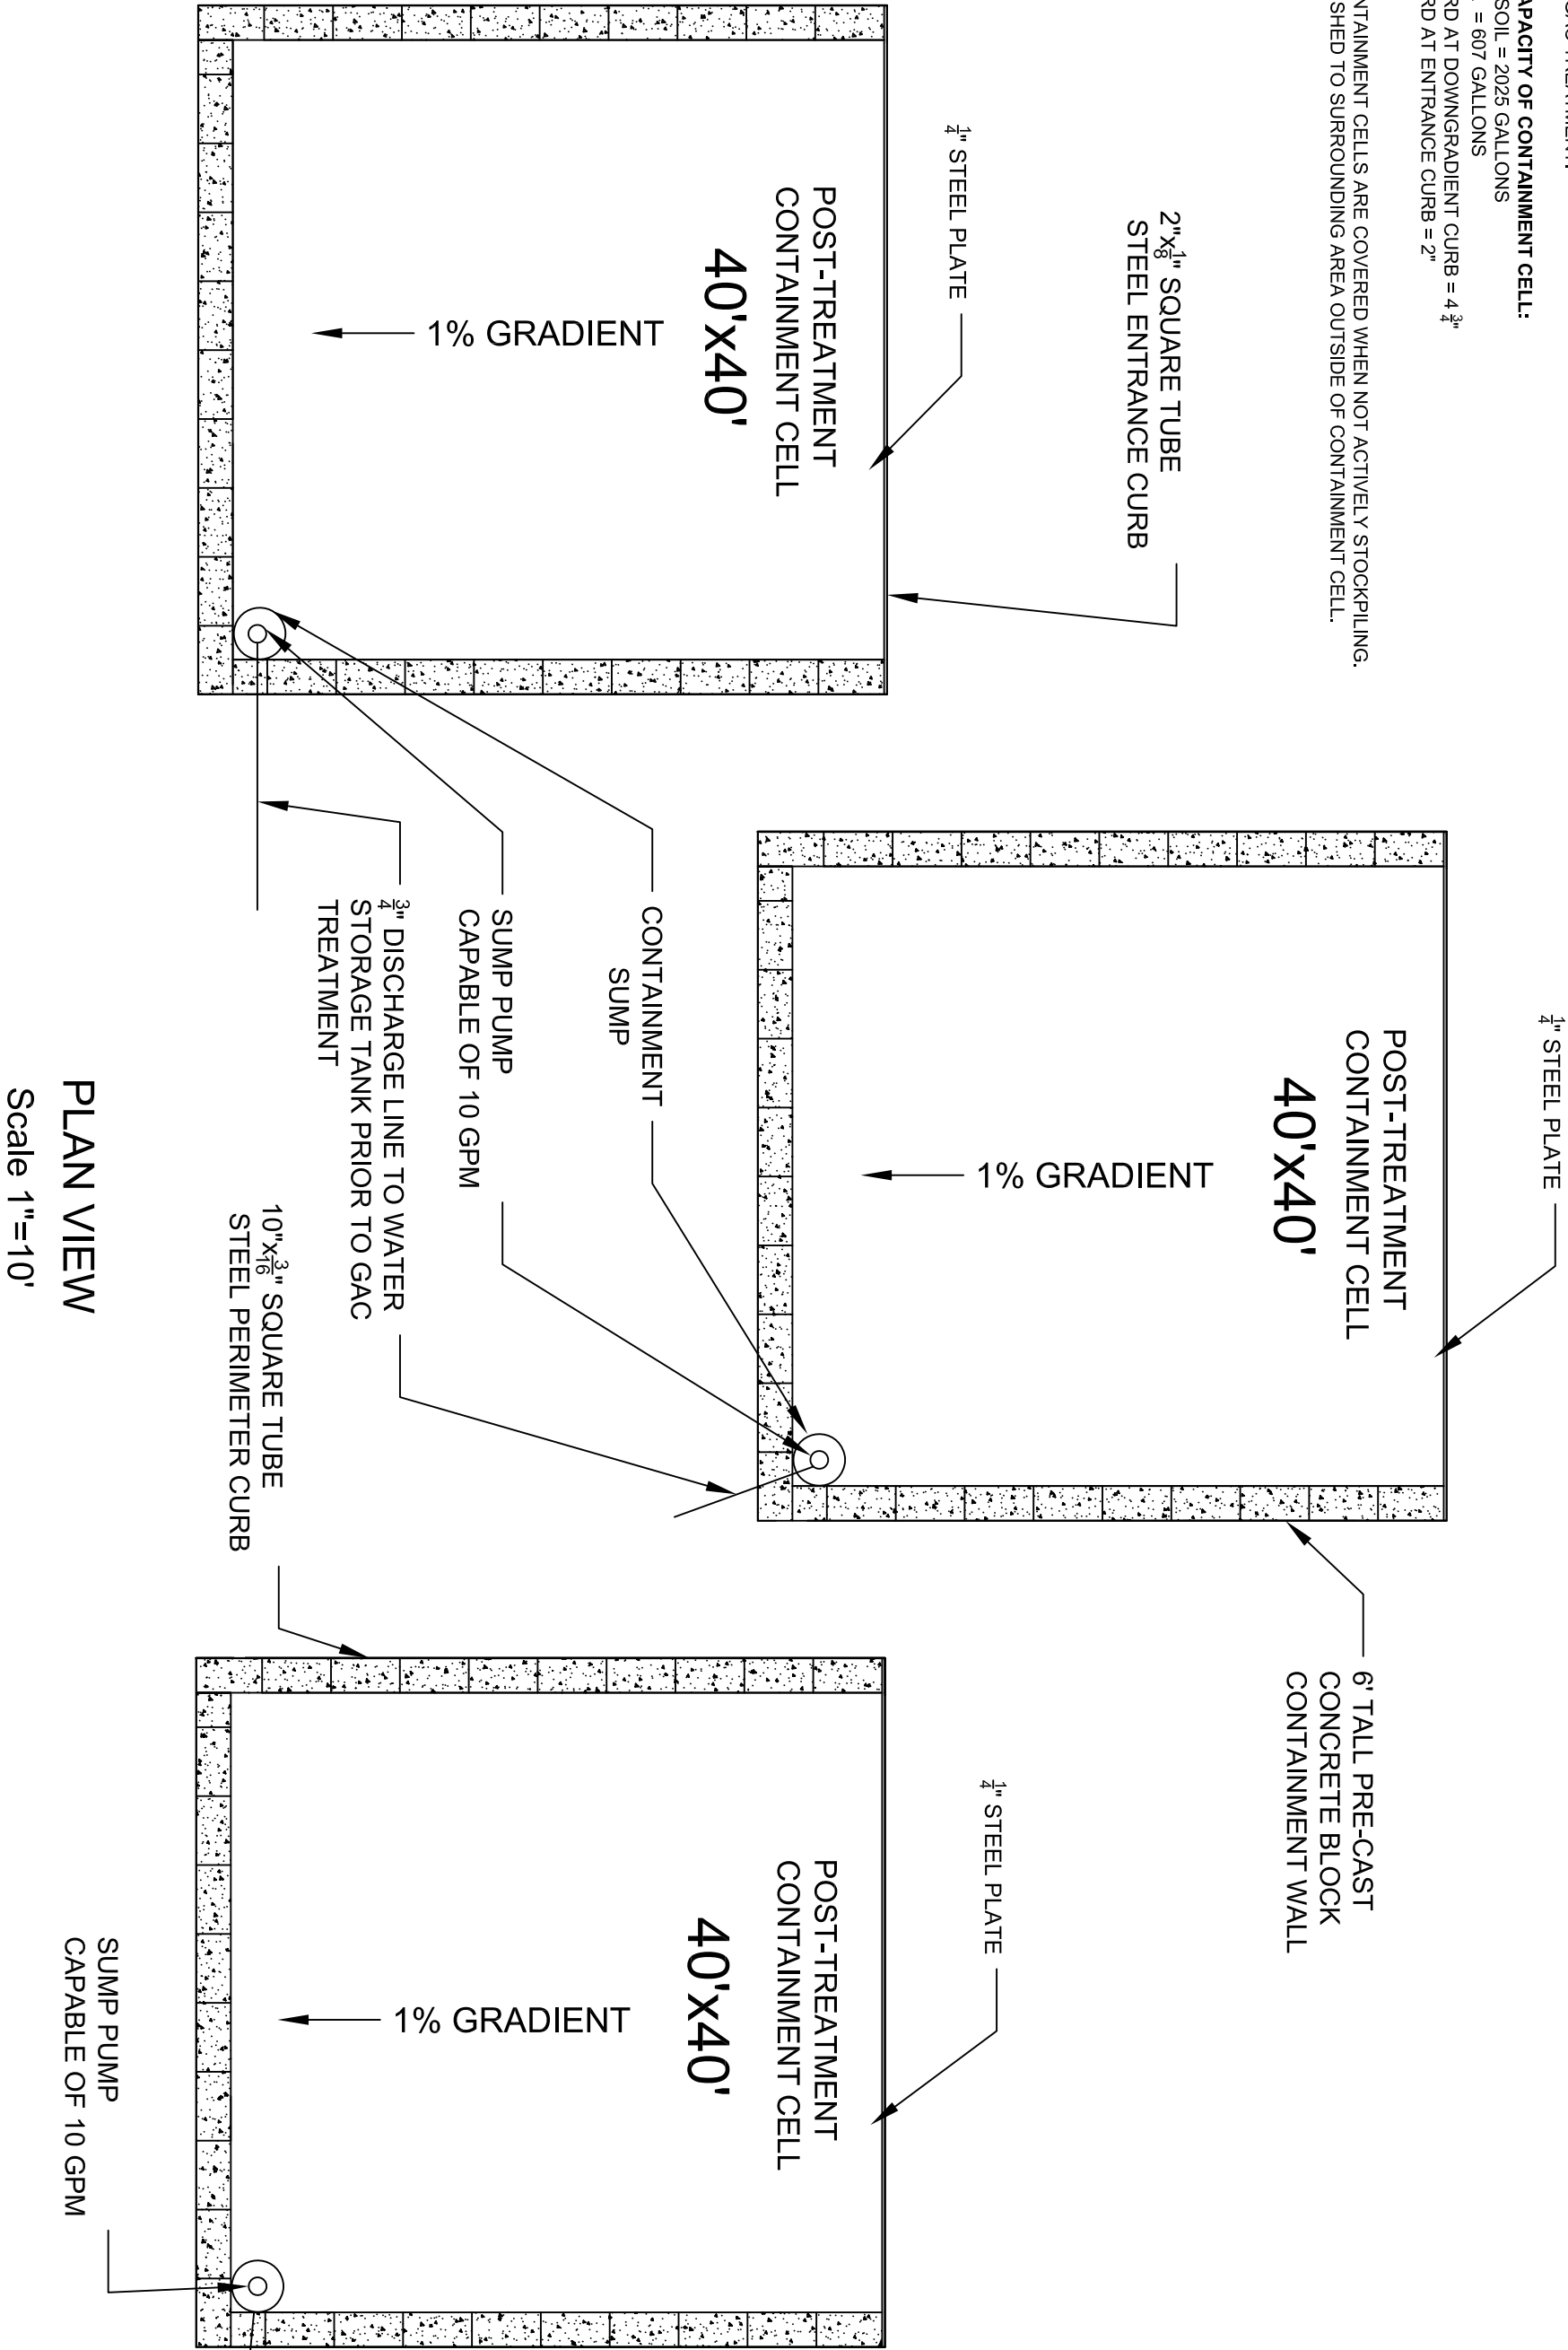 APACITY OF CONTAINMENT CELL:
SOIL = 2025 GALLONS
= 607 GALLONS
RD AT DOWNGRADIENT CURB = 4 3/4"
RD AT ENTRANCE CURB = 2"
NTAINMENT CELLS ARE COVERED WHEN NOT ACTIVELY STOCKPILING.
SHED TO SURROUNDING AREA OUTSIDE OF CONTAINMENT CELL.
2"x1/8" SQUARE TUBE
STEEL ENTRANCE CURB
1/4" STEEL PLATE
POST-TREATMENT
CONTAINMENT CELL
40'x40'
1% GRADIENT
1/4" STEEL PLATE
POST-TREATMENT
CONTAINMENT CELL
40'x40'
1% GRADIENT
CONTAINMENT
SUMP
SUMP PUMP
CAPABLE OF 10 GPM
3/4" DISCHARGE LINE TO WATER
STORAGE TANK PRIOR TO GAC
TREATMENT
6' TALL PRE-CAST
CONCRETE BLOCK
CONTAINMENT WALL
1/4" STEEL PLATE
POST-TREATMENT
CONTAINMENT CELL
40'x40'
1% GRADIENT
10"x3/16" SQUARE TUBE
STEEL PERIMETER CURB
SUMP PUMP
CAPABLE OF 10 GPM
PLAN VIEW
Scale 1"=10'